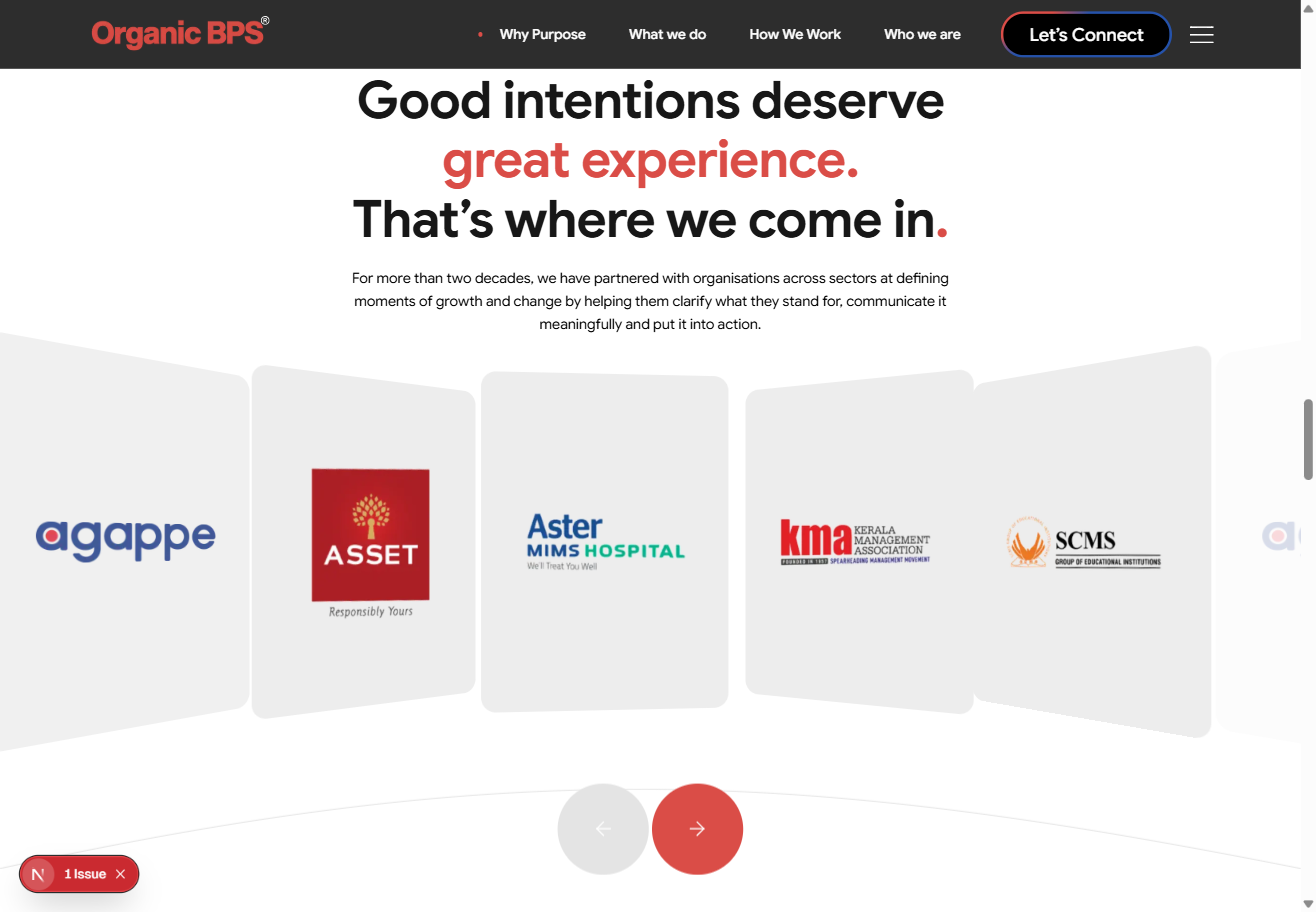 Organic BPS®
Why Purpose
What we do
How We Work
Who we are
Let's Connect
Good intentions deserve
great experience.
That's where we come in.
For more than two decades, we have partnered with organisations across sectors at defining
moments of growth and change by helping them clarify what they stand for, communicate it
meaningfully and put it into action.
agappe
ASSET
Responsibly Yours
Aster
MIMS HOSPITAL
We'll Treat You Well
kma
KERALA
MANAGEMENT
ASSOCIATION
FOUNDED IN 1957 SPEARHEADING MANAGEMENT MOVEMENT
SCMS
GROUP OF EDUCATIONAL INSTITUTIONS
a
N
1 Issue